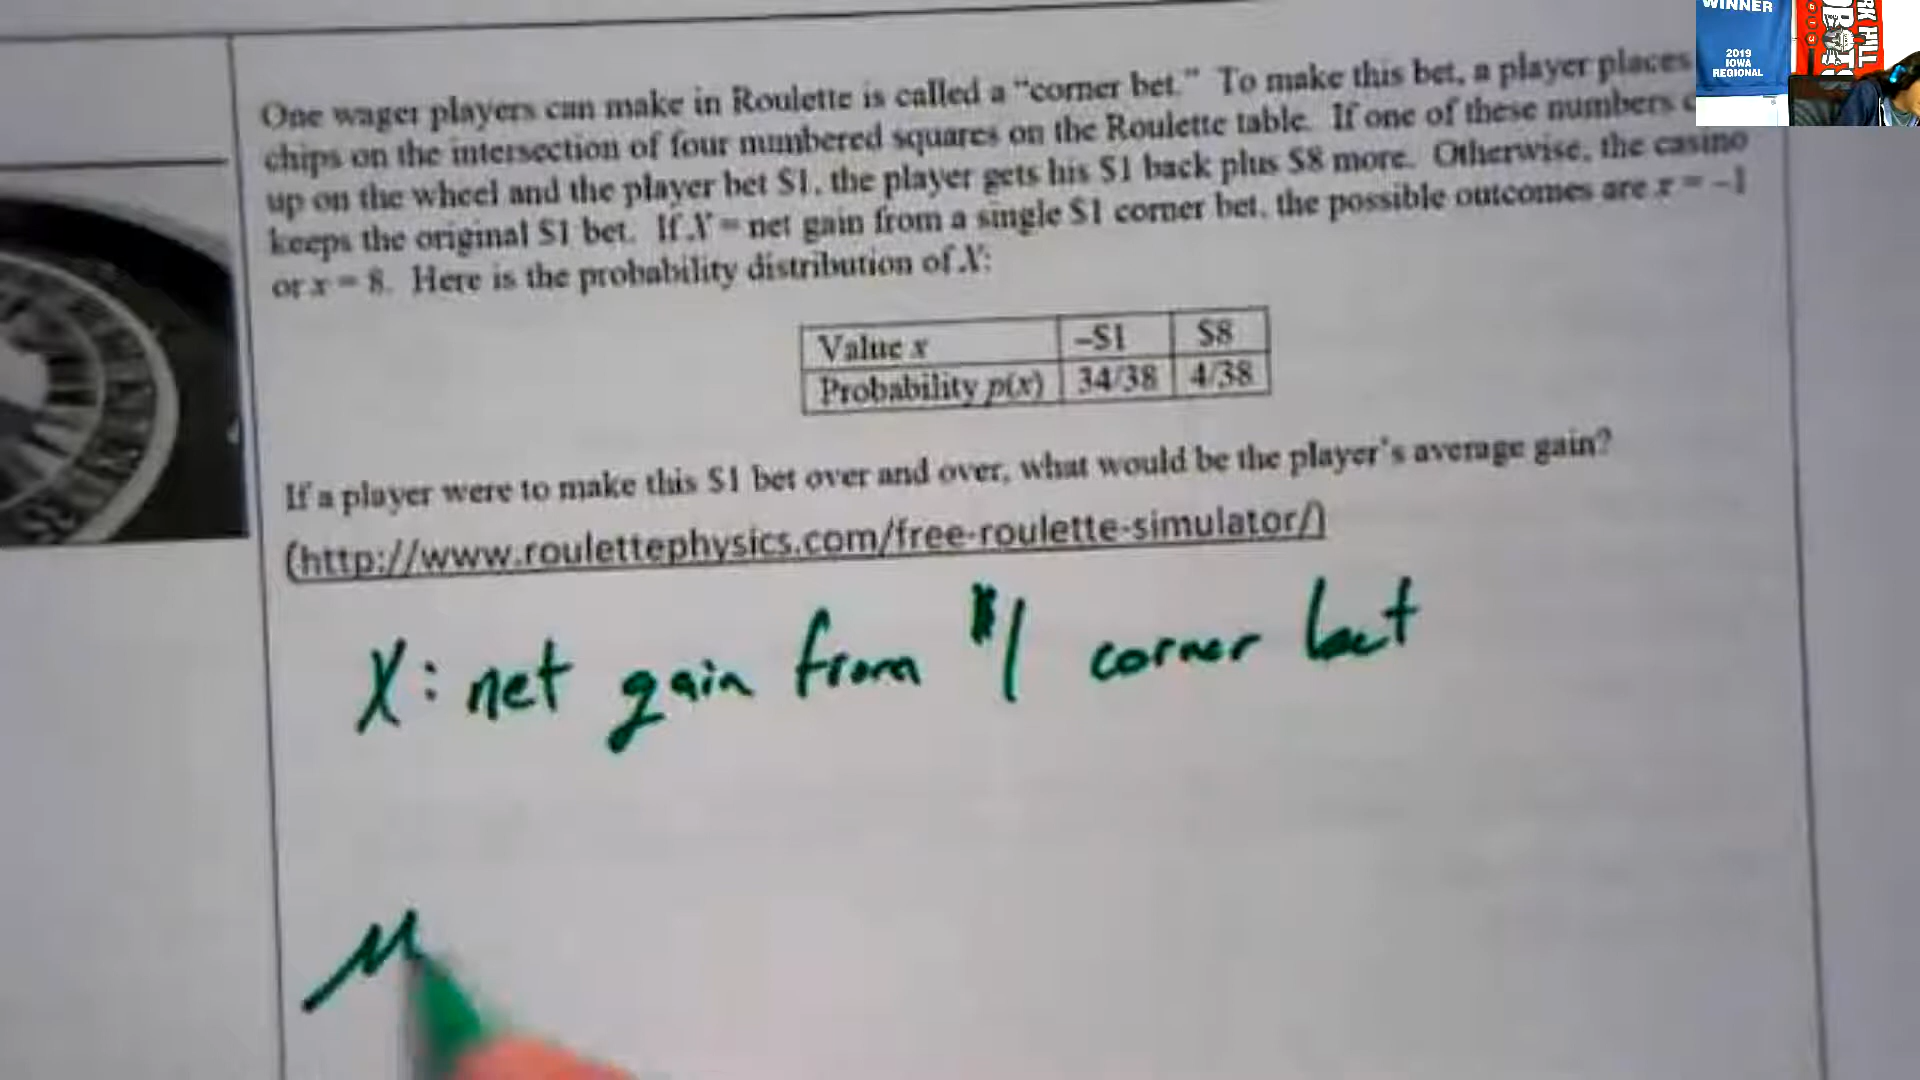 WINNER
2019
IOWA
REGIONAL
One wager players can make in Roulette is called a “corner bet.” To make this bet, a player places
chips on the intersection of four numbered squares on the Roulette table. If one of these numbers
up on the wheel and the player bet $1, the player gets his $1 back plus $8 more. Otherwise, the casino
keeps the original $1 bet. If X = net gain from a single $1 corner bet, the possible outcomes are x = –1
or x = 8. Here is the probability distribution of X:
Value x –$1 $8
Probability p(x) 34/38 4/38
If a player were to make this $1 bet over and over, what would be the player’s average gain?
(http://www.roulettephysics.com/free-roulette-simulator/)
X: net gain from $1 corner bet
μ